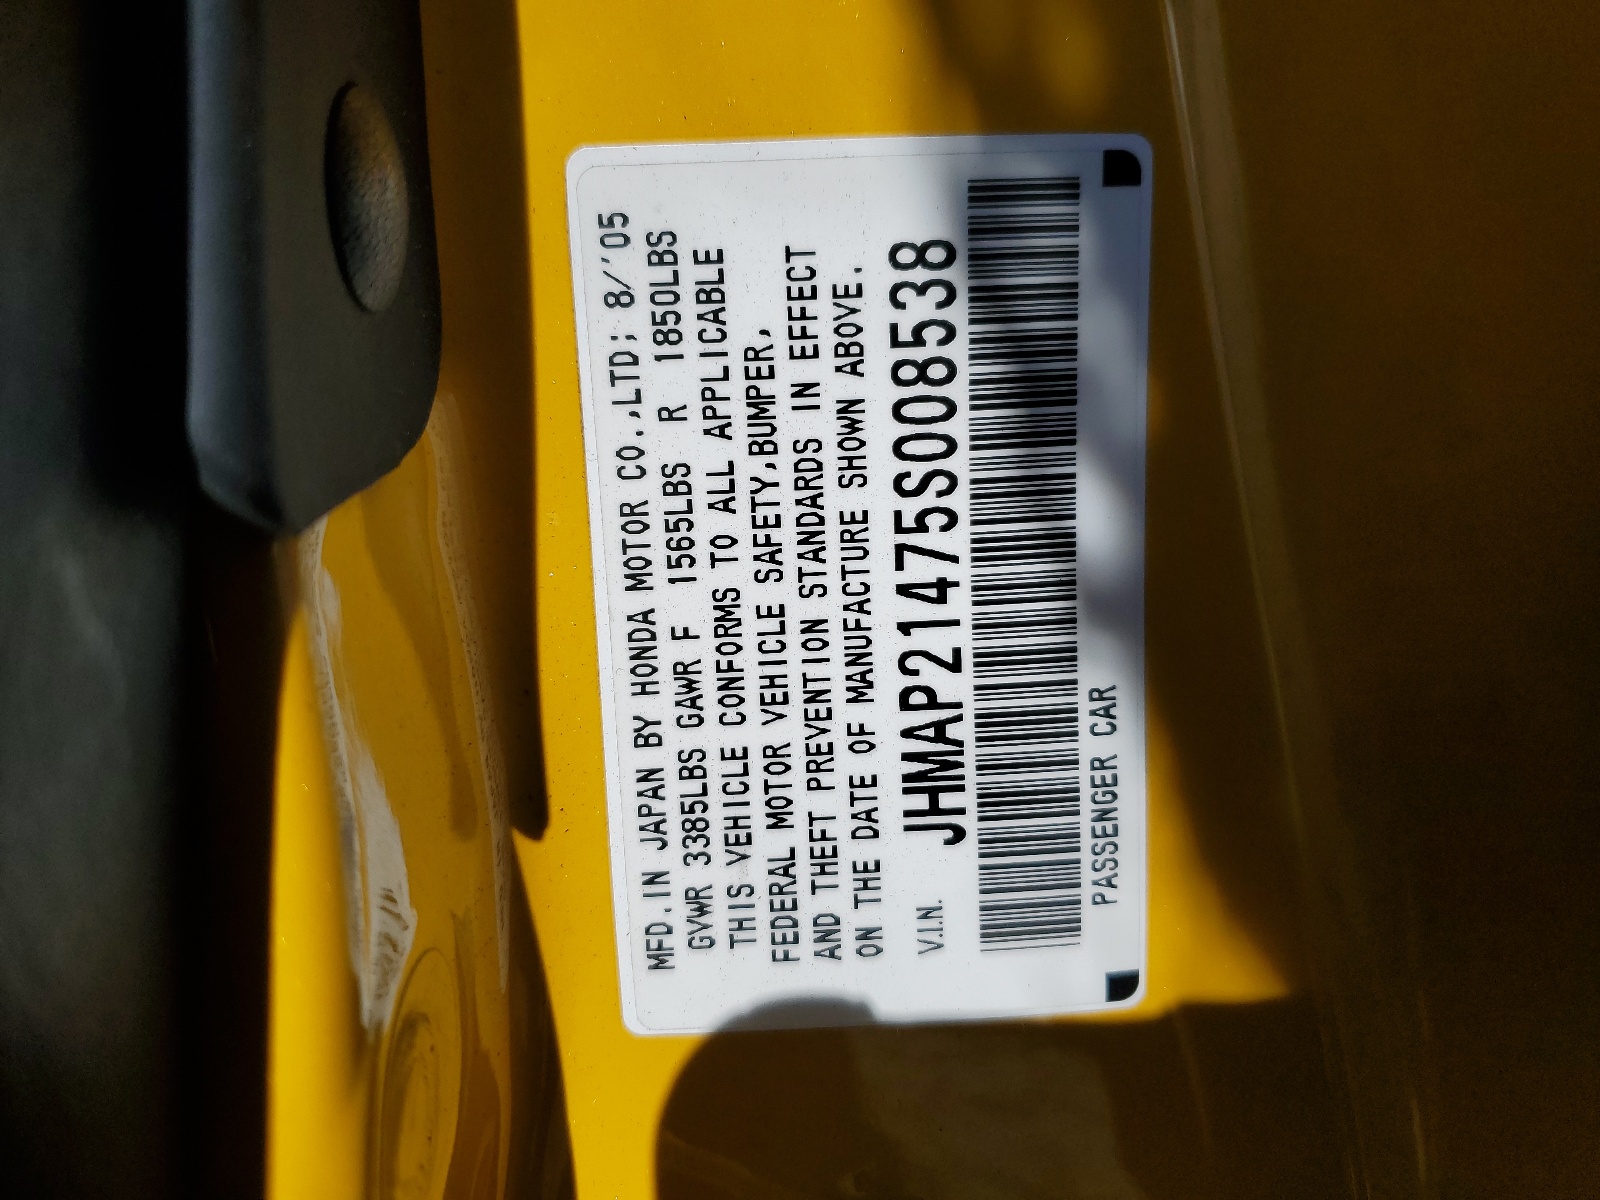 MFD.IN JAPAN BY HONDA MOTOR CO.,LTD; 8/'05
GVWR 3385LBS GAWR F 1565LBS R 1850LBS
THIS VEHICLE CONFORMS TO ALL APPLICABLE
FEDERAL MOTOR VEHICLE SAFETY,BUMPER,
AND THEFT PREVENTION STANDARDS IN EFFECT
ON THE DATE OF MANUFACTURE SHOWN ABOVE.
V.I.N. JHMAP21475S008538
PASSENGER CAR